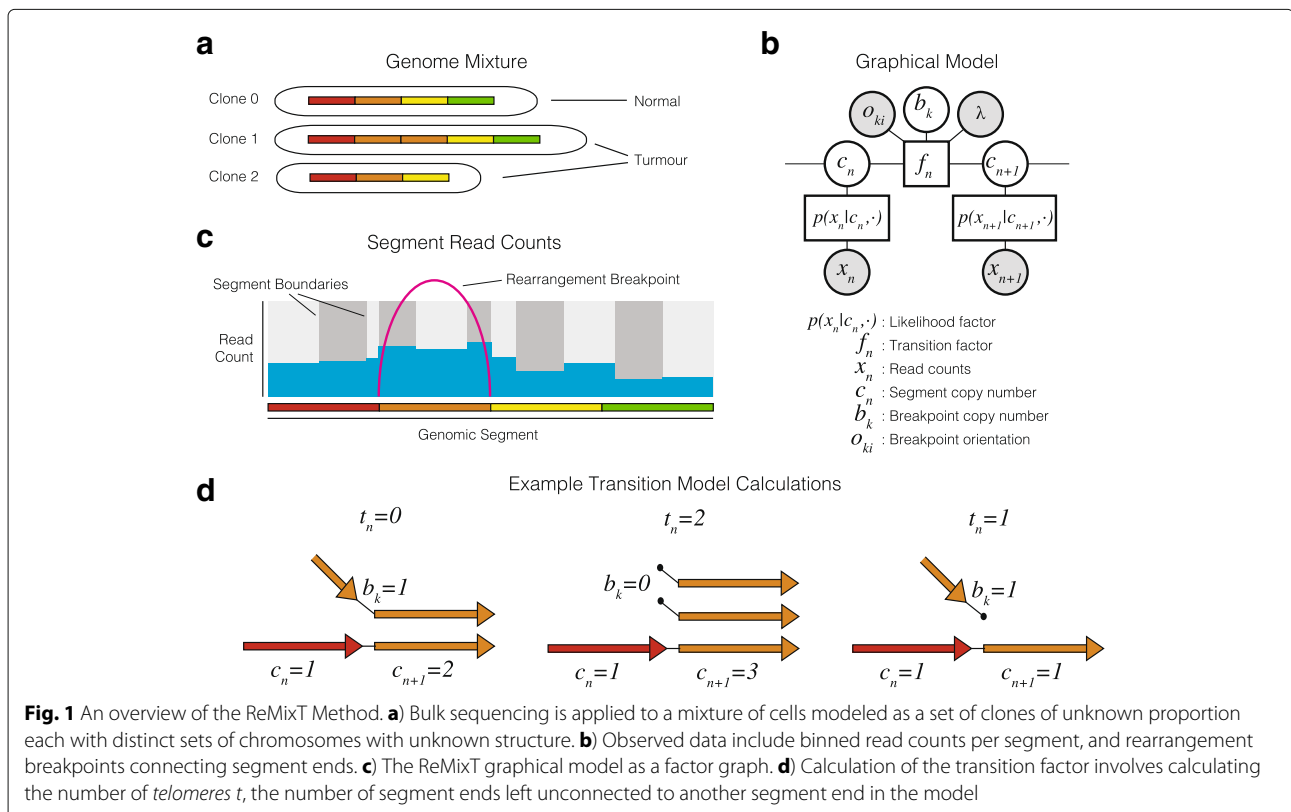 a
Genome Mixture
Clone 0
Normal
Clone 1
Turmour
Clone 2
b
Graphical Model
o_ki
b_k
λ
c_n
f_n
c_n+1
p(x_n|c_n,·)
p(x_n+1|c_n+1,·)
x_n
x_n+1
p(x_n|c_n,·) : Likelihood factor
f_n : Transition factor
x_n : Read counts
c_n : Segment copy number
b_k : Breakpoint copy number
o_ki : Breakpoint orientation
c
Segment Read Counts
Segment Boundaries
Rearrangement Breakpoint
Read
Count
Genomic Segment
d
Example Transition Model Calculations
t_n=0
b_k=1
c_n=1
c_n+1=2
t_n=2
b_k=0
c_n=1
c_n+1=3
t_n=1
b_k=1
c_n=1
c_n+1=1
Fig. 1 An overview of the ReMixT Method. a) Bulk sequencing is applied to a mixture of cells modeled as a set of clones of unknown proportion
each with distinct sets of chromosomes with unknown structure. b) Observed data include binned read counts per segment, and rearrangement
breakpoints connecting segment ends. c) The ReMixT graphical model as a factor graph. d) Calculation of the transition factor involves calculating
the number of telomeres t, the number of segment ends left unconnected to another segment end in the model